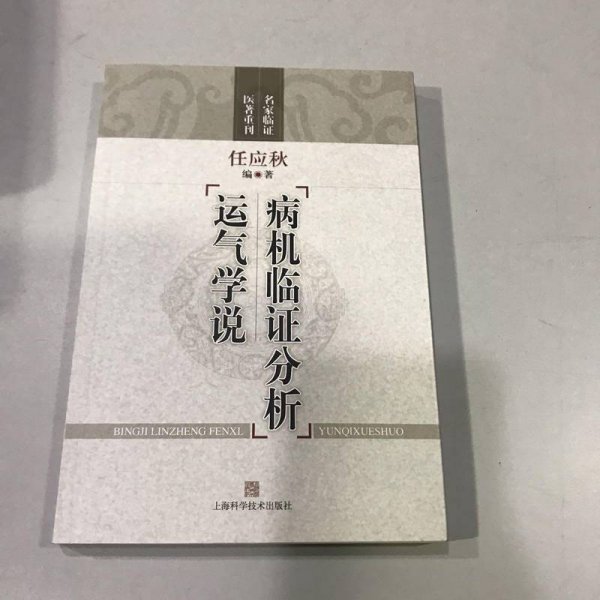 名家临证
医著重刊
任应秋
编著
病机临证分析
运气学说
BINGJI LINZHENG FENXI
YUNQIXUESHUO
上海科学技术出版社